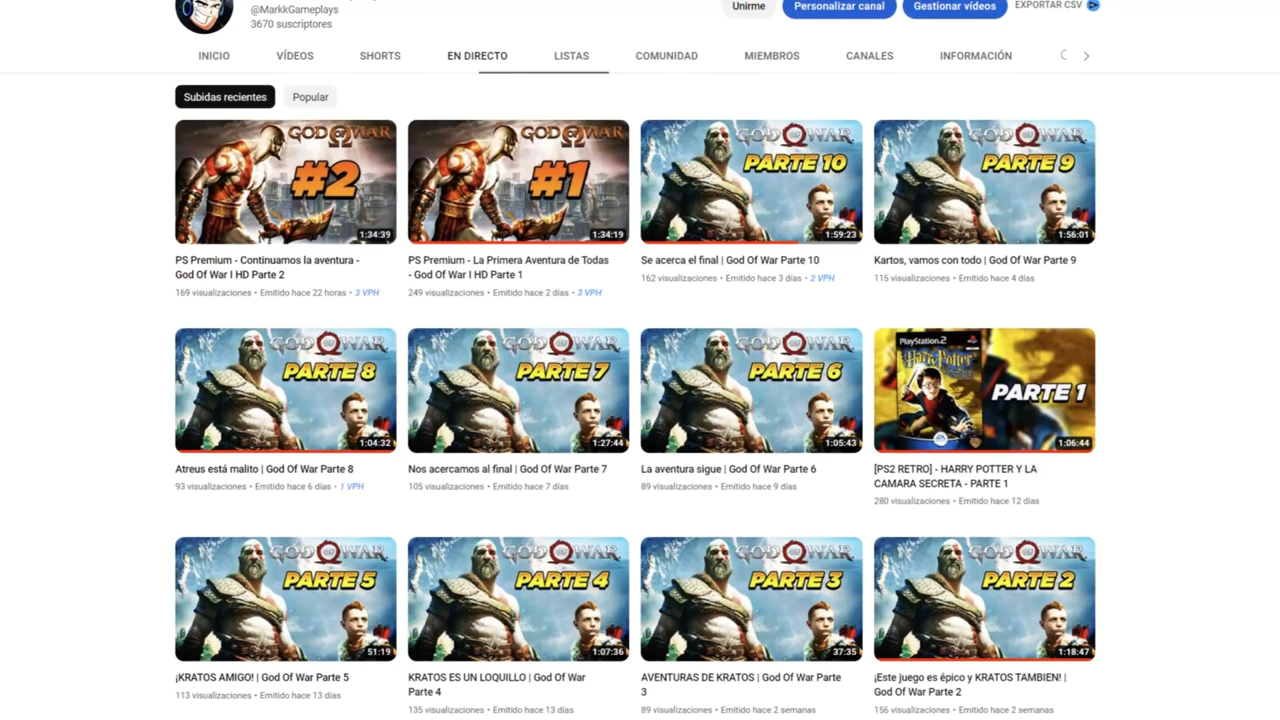 @MarkkGameplays
3670 suscriptores
Unirme
Personalizar canal
Gestionar vídeos
EXPORTAR CSV
INICIO VÍDEOS SHORTS EN DIRECTO LISTAS COMUNIDAD MIEMBROS CANALES INFORMACIÓN
Subidas recientes
Popular
GOD OF WAR
#2
1:34:39
PS Premium - Continuamos la aventura -
God Of War I HD Parte 2
169 visualizaciones • Emitido hace 22 horas • 3 VPH
GOD OF WAR
#1
1:34:19
PS Premium - La Primera Aventura de Todas
- God Of War I HD Parte 1
249 visualizaciones • Emitido hace 2 días • 3 VPH
GOD OF WAR
PARTE 10
1:59:23
Se acerca el final | God Of War Parte 10
162 visualizaciones • Emitido hace 3 días • 2 VPH
GOD OF WAR
PARTE 9
1:56:01
Kartos, vamos con todo | God Of War Parte 9
115 visualizaciones • Emitido hace 4 días
GOD OF WAR
PARTE 8
1:04:32
Atreus está malito | God Of War Parte 8
93 visualizaciones • Emitido hace 6 días • 1 VPH
GOD OF WAR
PARTE 7
1:27:44
Nos acercamos al final | God Of War Parte 7
105 visualizaciones • Emitido hace 7 días
GOD OF WAR
PARTE 6
1:05:43
La aventura sigue | God Of War Parte 6
89 visualizaciones • Emitido hace 9 días
PlayStation 2
Harry Potter
PARTE 1
EA
1:06:44
[PS2 RETRO] - HARRY POTTER Y LA
CAMARA SECRETA - PARTE 1
280 visualizaciones • Emitido hace 12 días
GOD OF WAR
PARTE 5
51:19
¡KRATOS AMIGO! | God Of War Parte 5
113 visualizaciones • Emitido hace 13 días
GOD OF WAR
PARTE 4
1:07:36
KRATOS ES UN LOQUILLO | God Of War
Parte 4
135 visualizaciones • Emitido hace 13 días
GOD OF WAR
PARTE 3
37:35
AVENTURAS DE KRATOS | God Of War Parte
3
89 visualizaciones • Emitido hace 2 semanas
GOD OF WAR
PARTE 2
1:18:47
¡Este juego es épico y KRATOS TAMBIEN! |
God Of War Parte 2
156 visualizaciones • Emitido hace 2 semanas